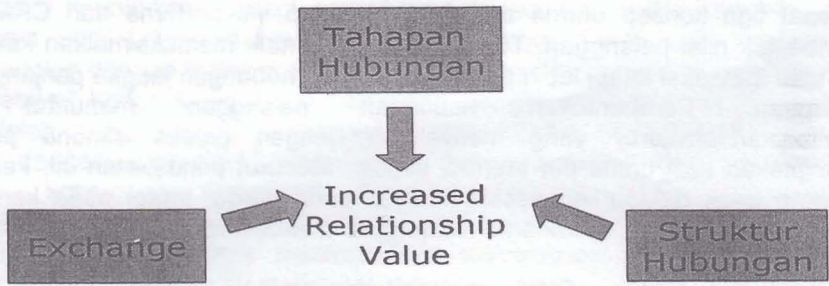 Tahapan
Hubungan
Increased
Relationship
Value
Exchange
Struktur
Hubungan